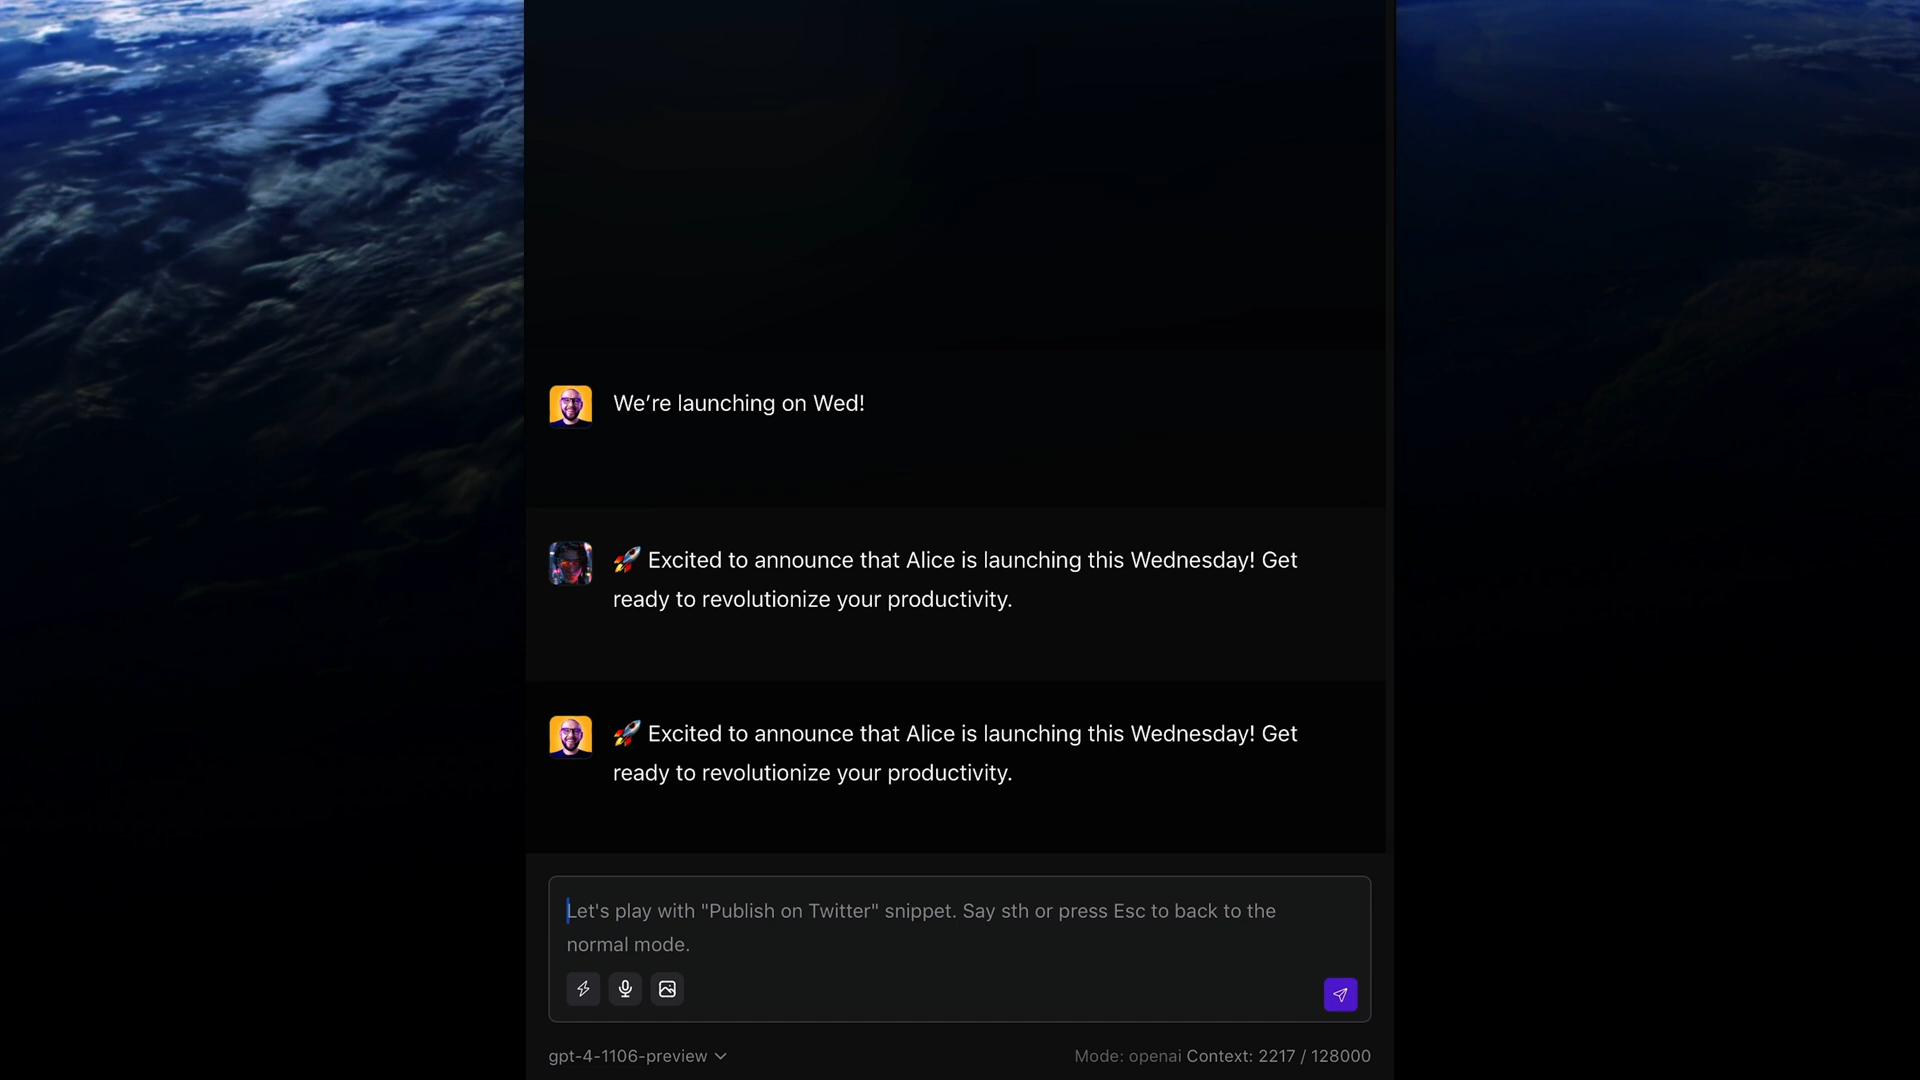 We’re launching on Wed!
🚀 Excited to announce that Alice is launching this Wednesday! Get
ready to revolutionize your productivity.
🚀 Excited to announce that Alice is launching this Wednesday! Get
ready to revolutionize your productivity.
Let's play with "Publish on Twitter" snippet. Say sth or press Esc to back to the
normal mode.
gpt-4-1106-preview
Mode: openai Context: 2217 / 128000